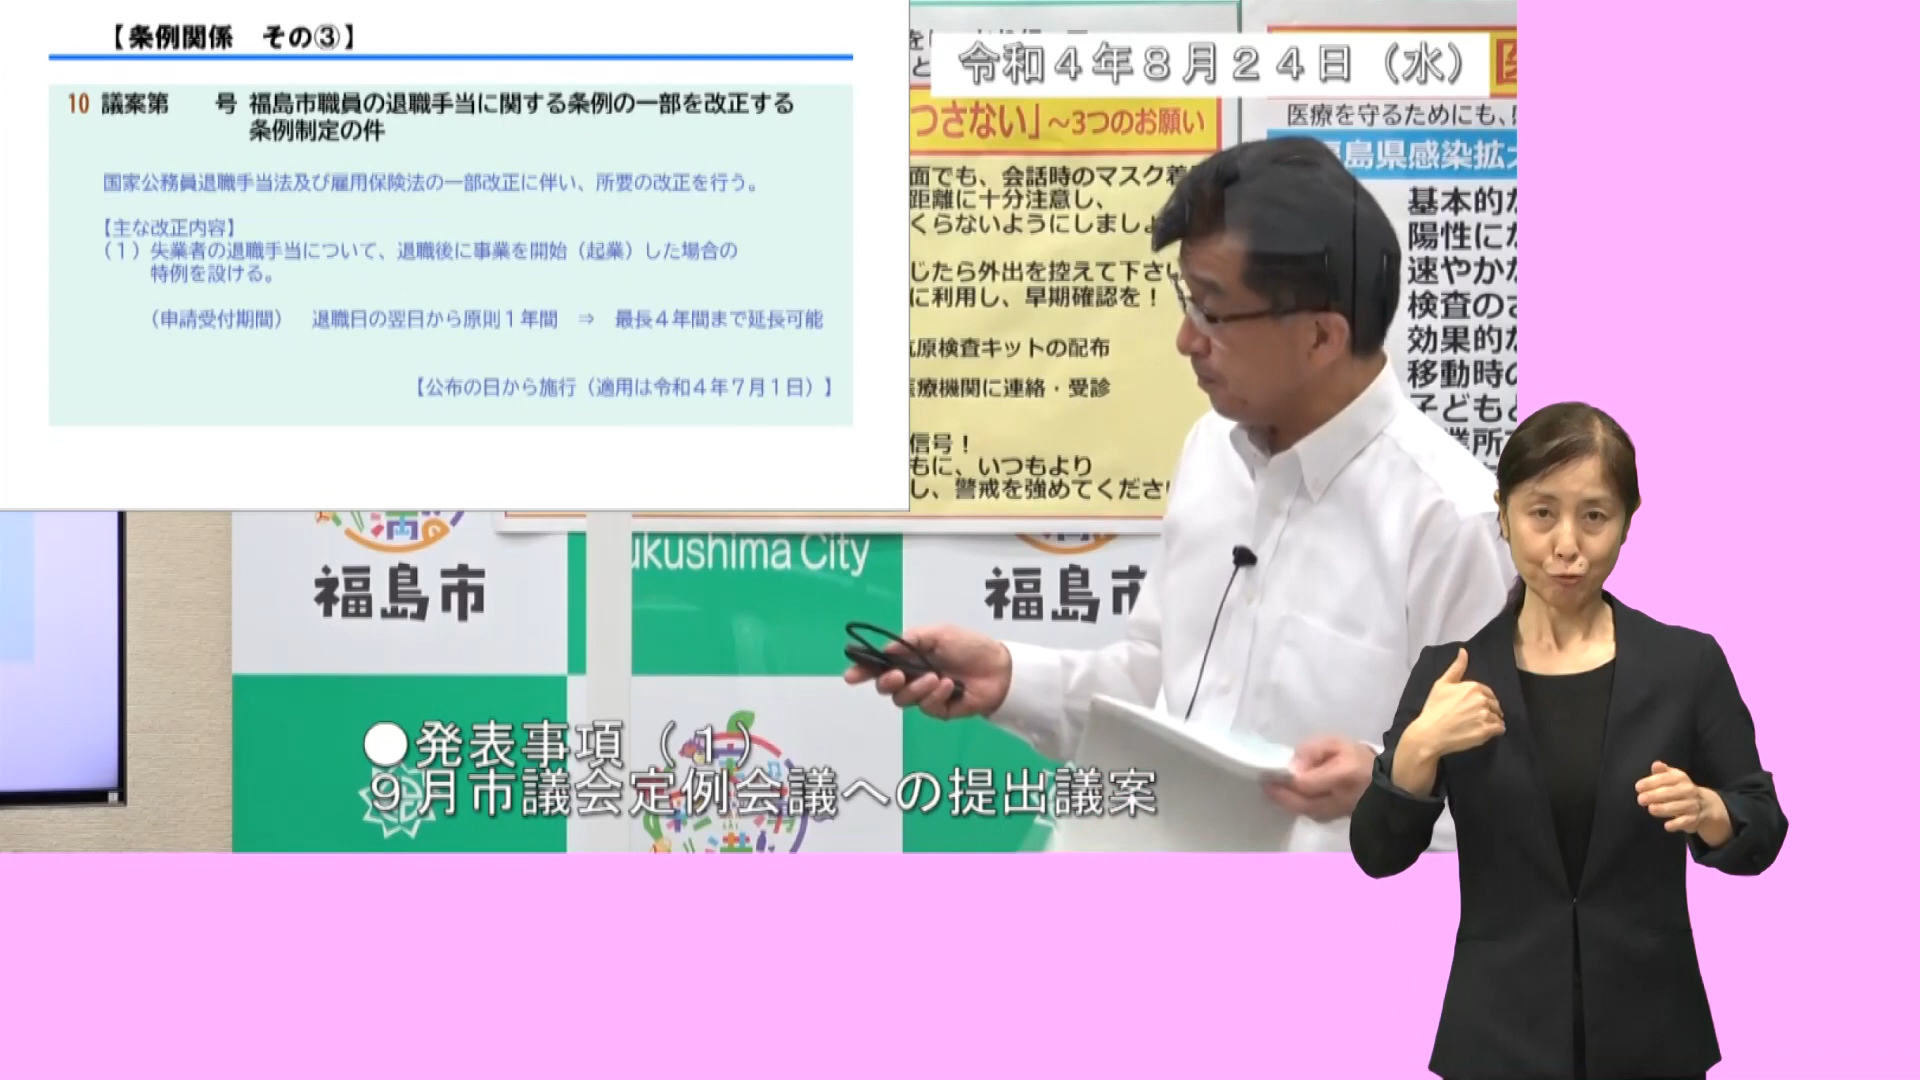 【条例関係　その③】
10 議案第　　号 福島市職員の退職手当に関する条例の一部を改正する
条例制定の件
国家公務員退職手当法及び雇用保険法の一部改正に伴い、所要の改正を行う。
【主な改正内容】
（１）失業者の退職手当について、退職後に事業を開始（起業）した場合の
特例を設ける。
（申請受付期間）　退職日の翌日から原則１年間　⇒　最長４年間まで延長可能
【公布の日から施行（適用は令和４年７月１日）】
令和４年８月２４日（水）
つさない」～3つのお願い
面でも、会話時のマスク着
距離に十分注意し、
くらないようにしましょ
じたら外出を控えて下さい
に利用し、早期確認を！
原検査キットの配布
療機関に連絡・受診
信号！
もに、いつもより
し、警戒を強めてくださ
医療を守るためにも、
島県感染拡大
基本的な
陽性にな
速やかな
検査の
効果的な
移動時の
子どもと
業所
満
福島市
ukushima City
福島市
●発表事項（１）
９月市議会定例会議への提出議案